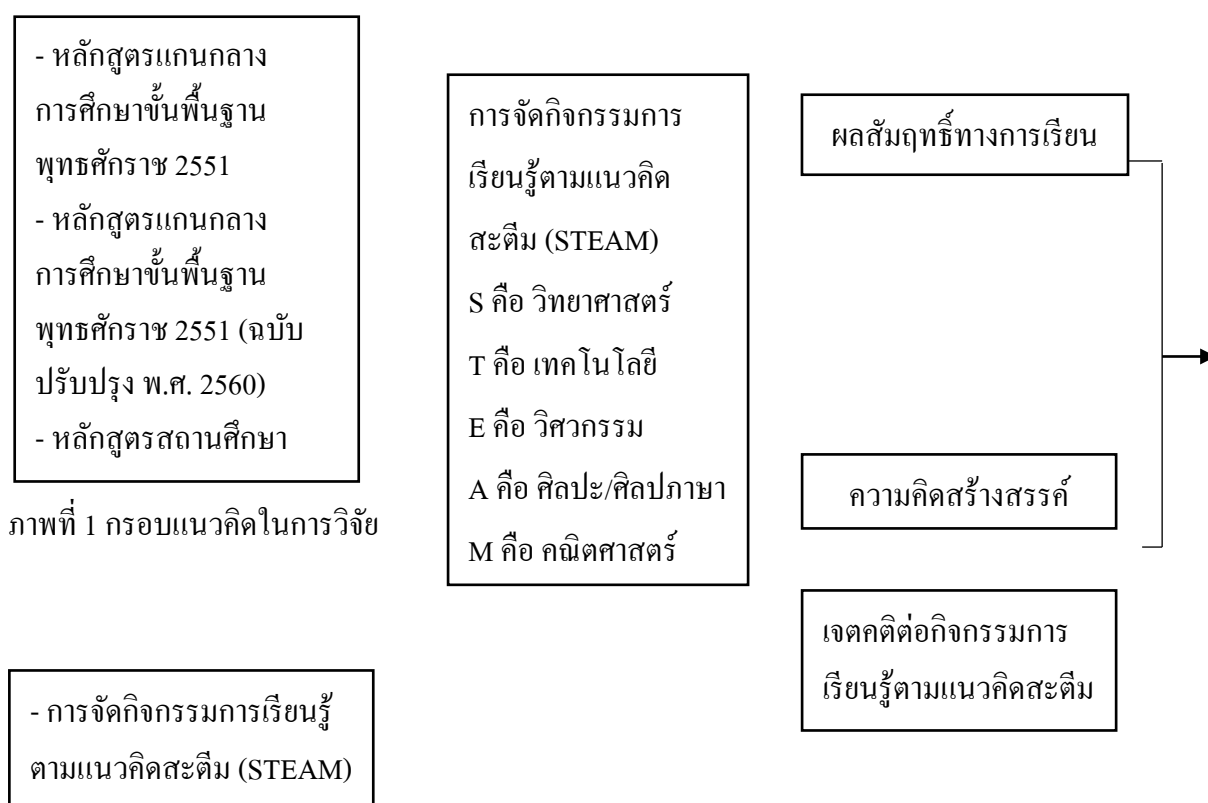 - หลักสูตรแกนกลาง
การศึกษาขั้นพื้นฐาน
พุทธศักราช 2551
- หลักสูตรแกนกลาง
การศึกษาขั้นพื้นฐาน
พุทธศักราช 2551 (ฉบับ
ปรับปรุง พ.ศ. 2560)
- หลักสูตรสถานศึกษา
ภาพที่ 1 กรอบแนวคิดในการวิจัย
- การจัดกิจกรรมการเรียนรู้
ตามแนวคิดสะตีม (STEAM)
การจัดกิจกรรมการ
เรียนรู้ตามแนวคิด
สะตีม (STEAM)
S คือ วิทยาศาสตร์
T คือ เทคโนโลยี
E คือ วิศวกรรม
A คือ ศิลปะ/ศิลปภาษา
M คือ คณิตศาสตร์
ผลสัมฤทธิ์ทางการเรียน
ความคิดสร้างสรรค์
เจตคติต่อกิจกรรมการ
เรียนรู้ตามแนวคิดสะตีม